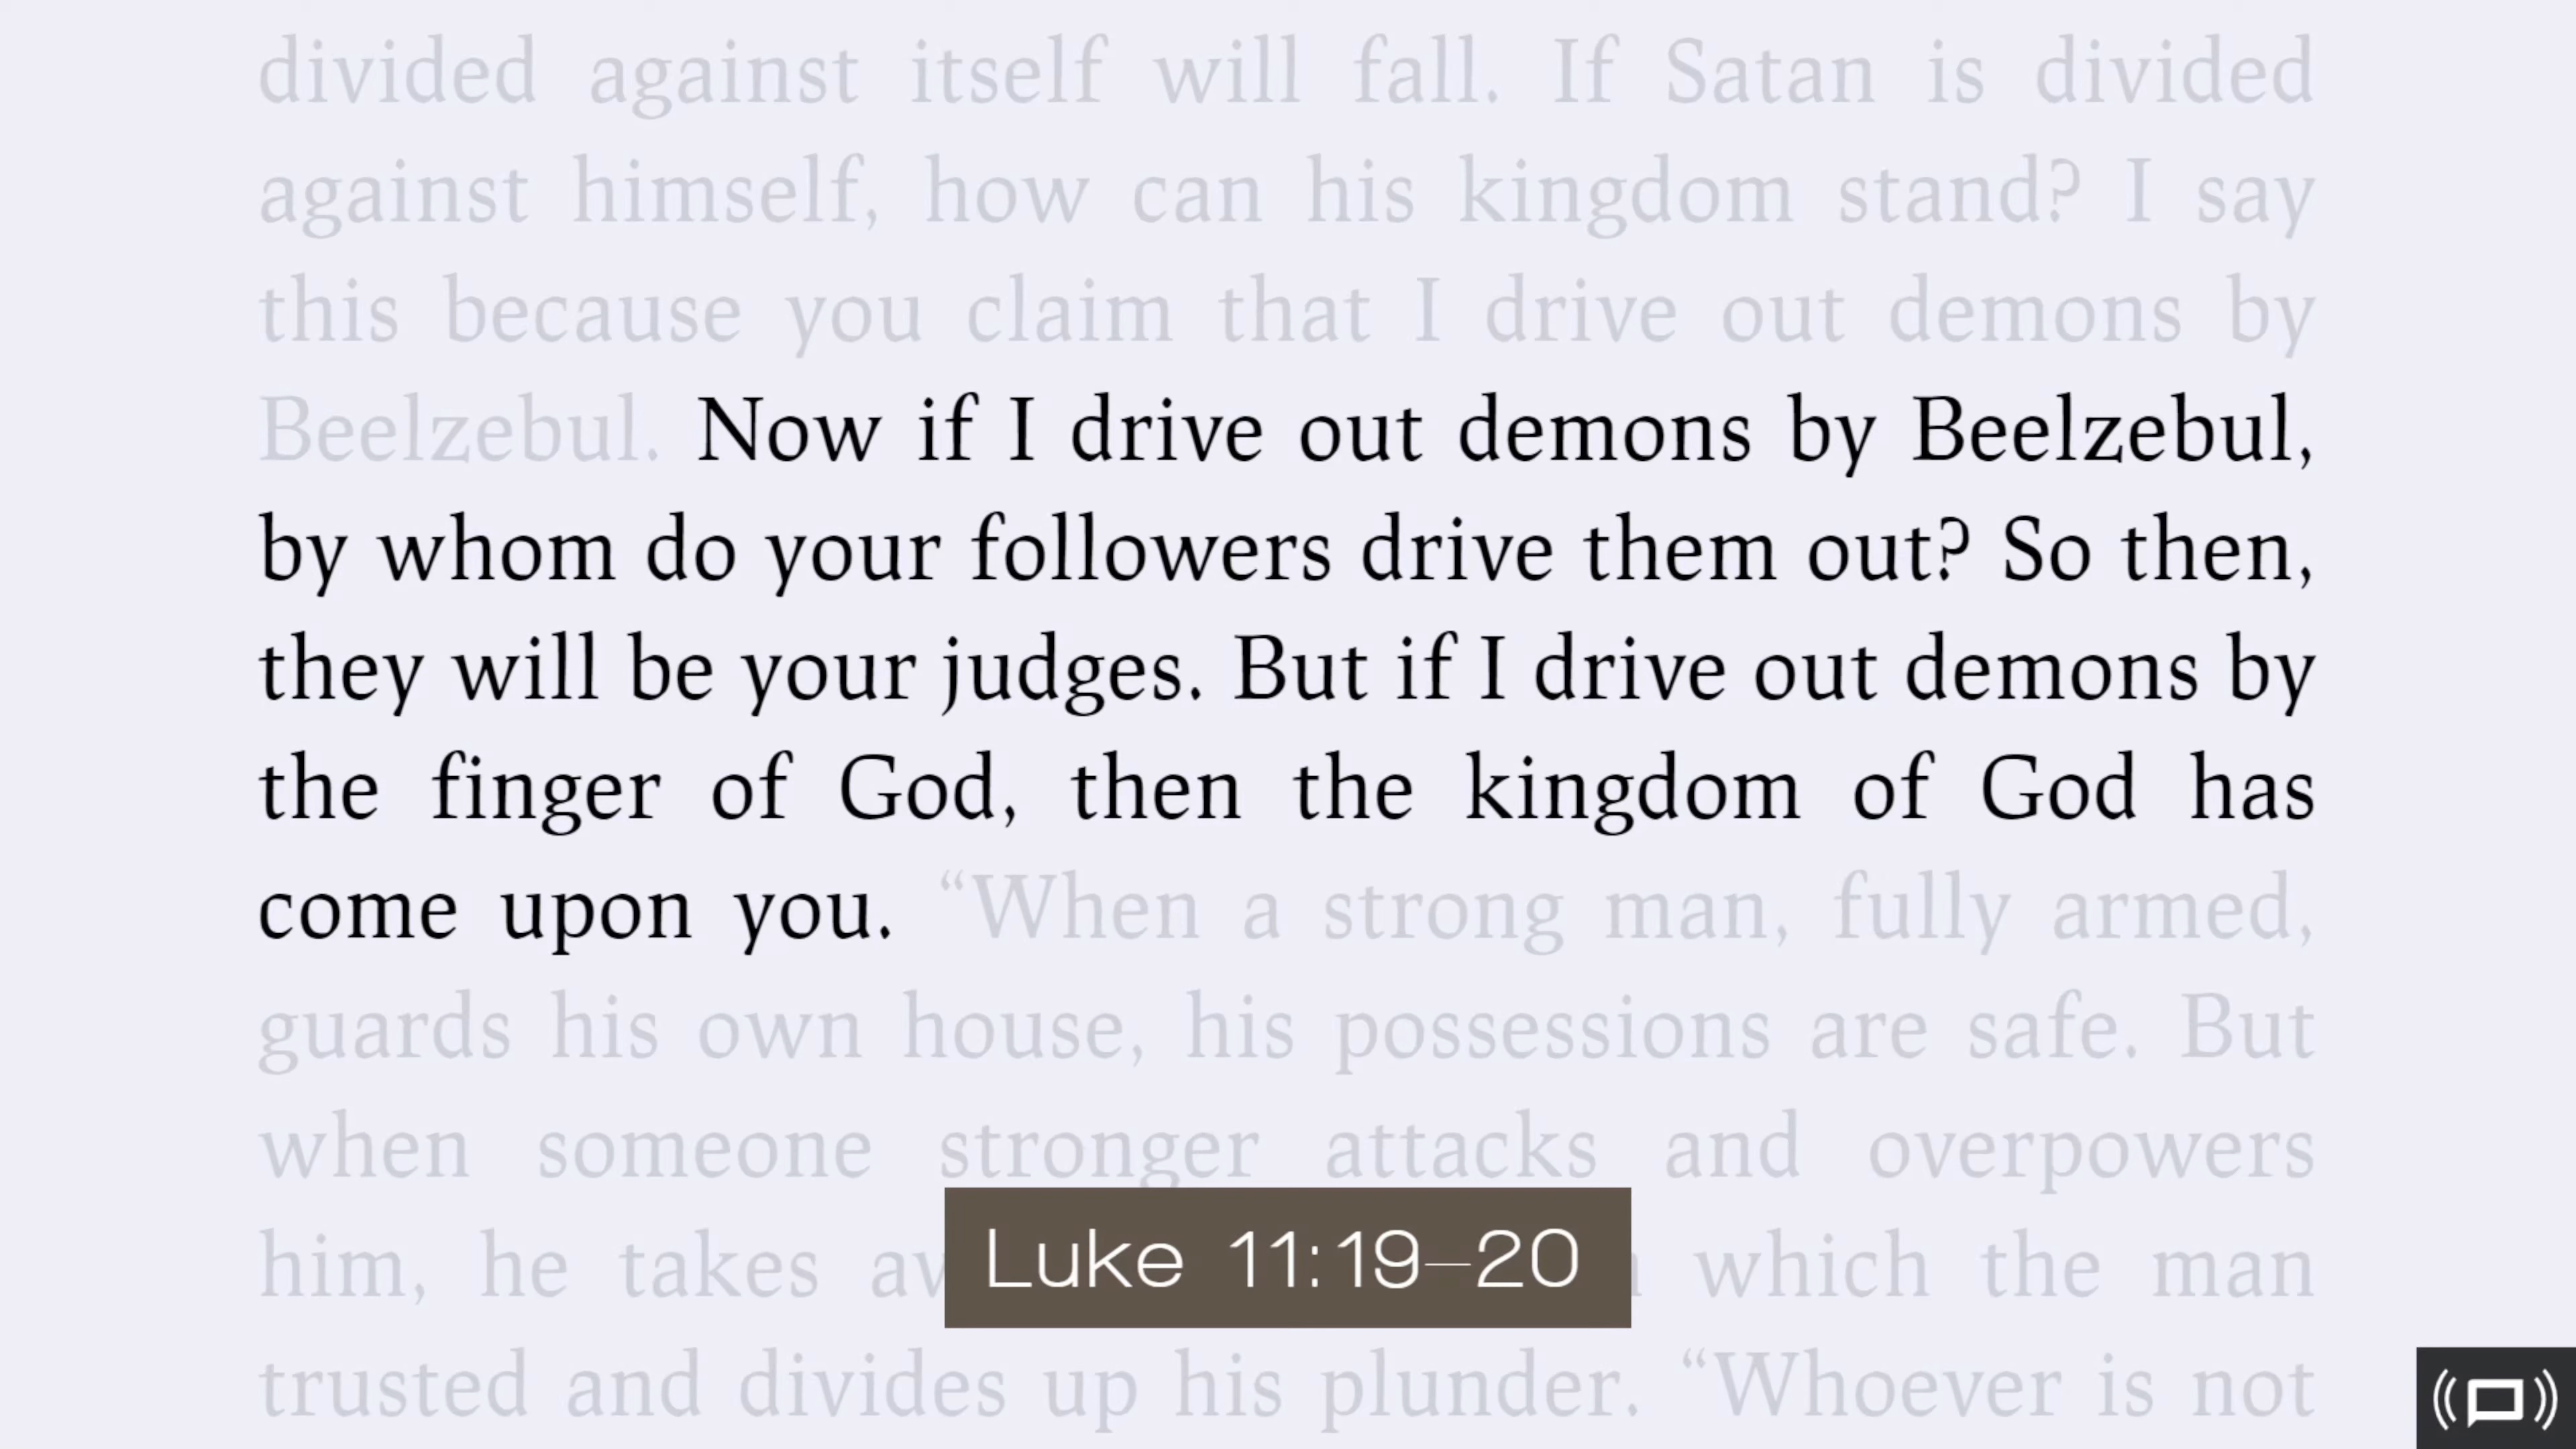 divided against itself will fall. If Satan is divided
against himself, how can his kingdom stand? I say
this because you claim that I drive out demons by
Beelzebul. Now if I drive out demons by Beelzebul,
by whom do your followers drive them out? So then,
they will be your judges. But if I drive out demons by
the finger of God, then the kingdom of God has
come upon you. “When a strong man, fully armed,
guards his own house, his possessions are safe. But
when someone stronger attacks and overpowers
him, he takes which the man
Luke 11:19–20
trusted and divides up his plunder. “Whoever is not